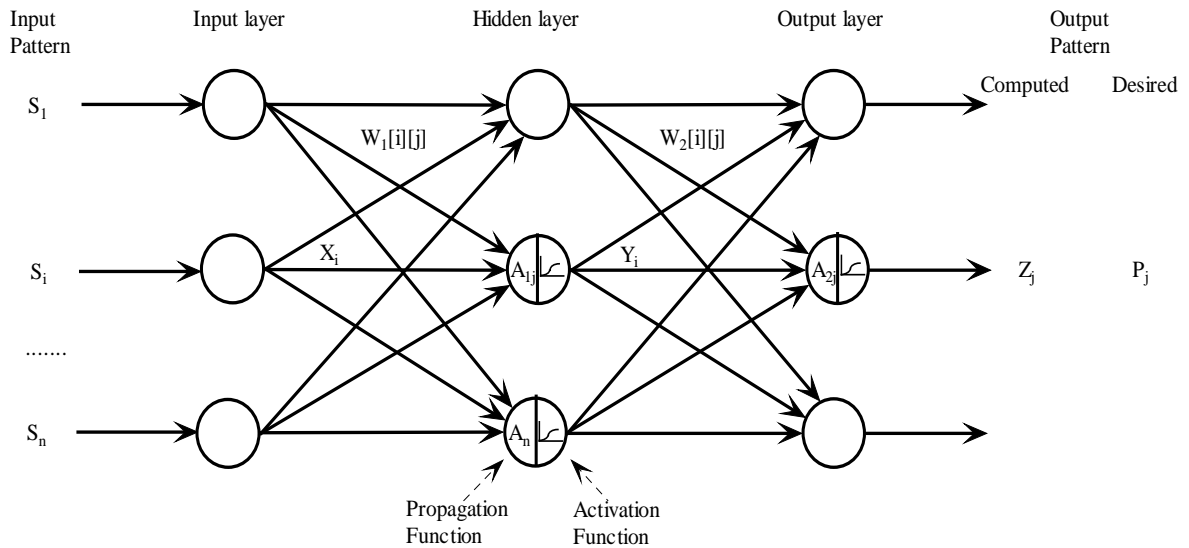 Input
Pattern
Input layer
Hidden layer
Output layer
Output
Pattern
Computed
Desired
S1
W1[i][j]
W2[i][j]
Si
Xi
A1j
Yi
A2j
Zj
Pj
.......
Sn
An
Propagation
Function
Activation
Function